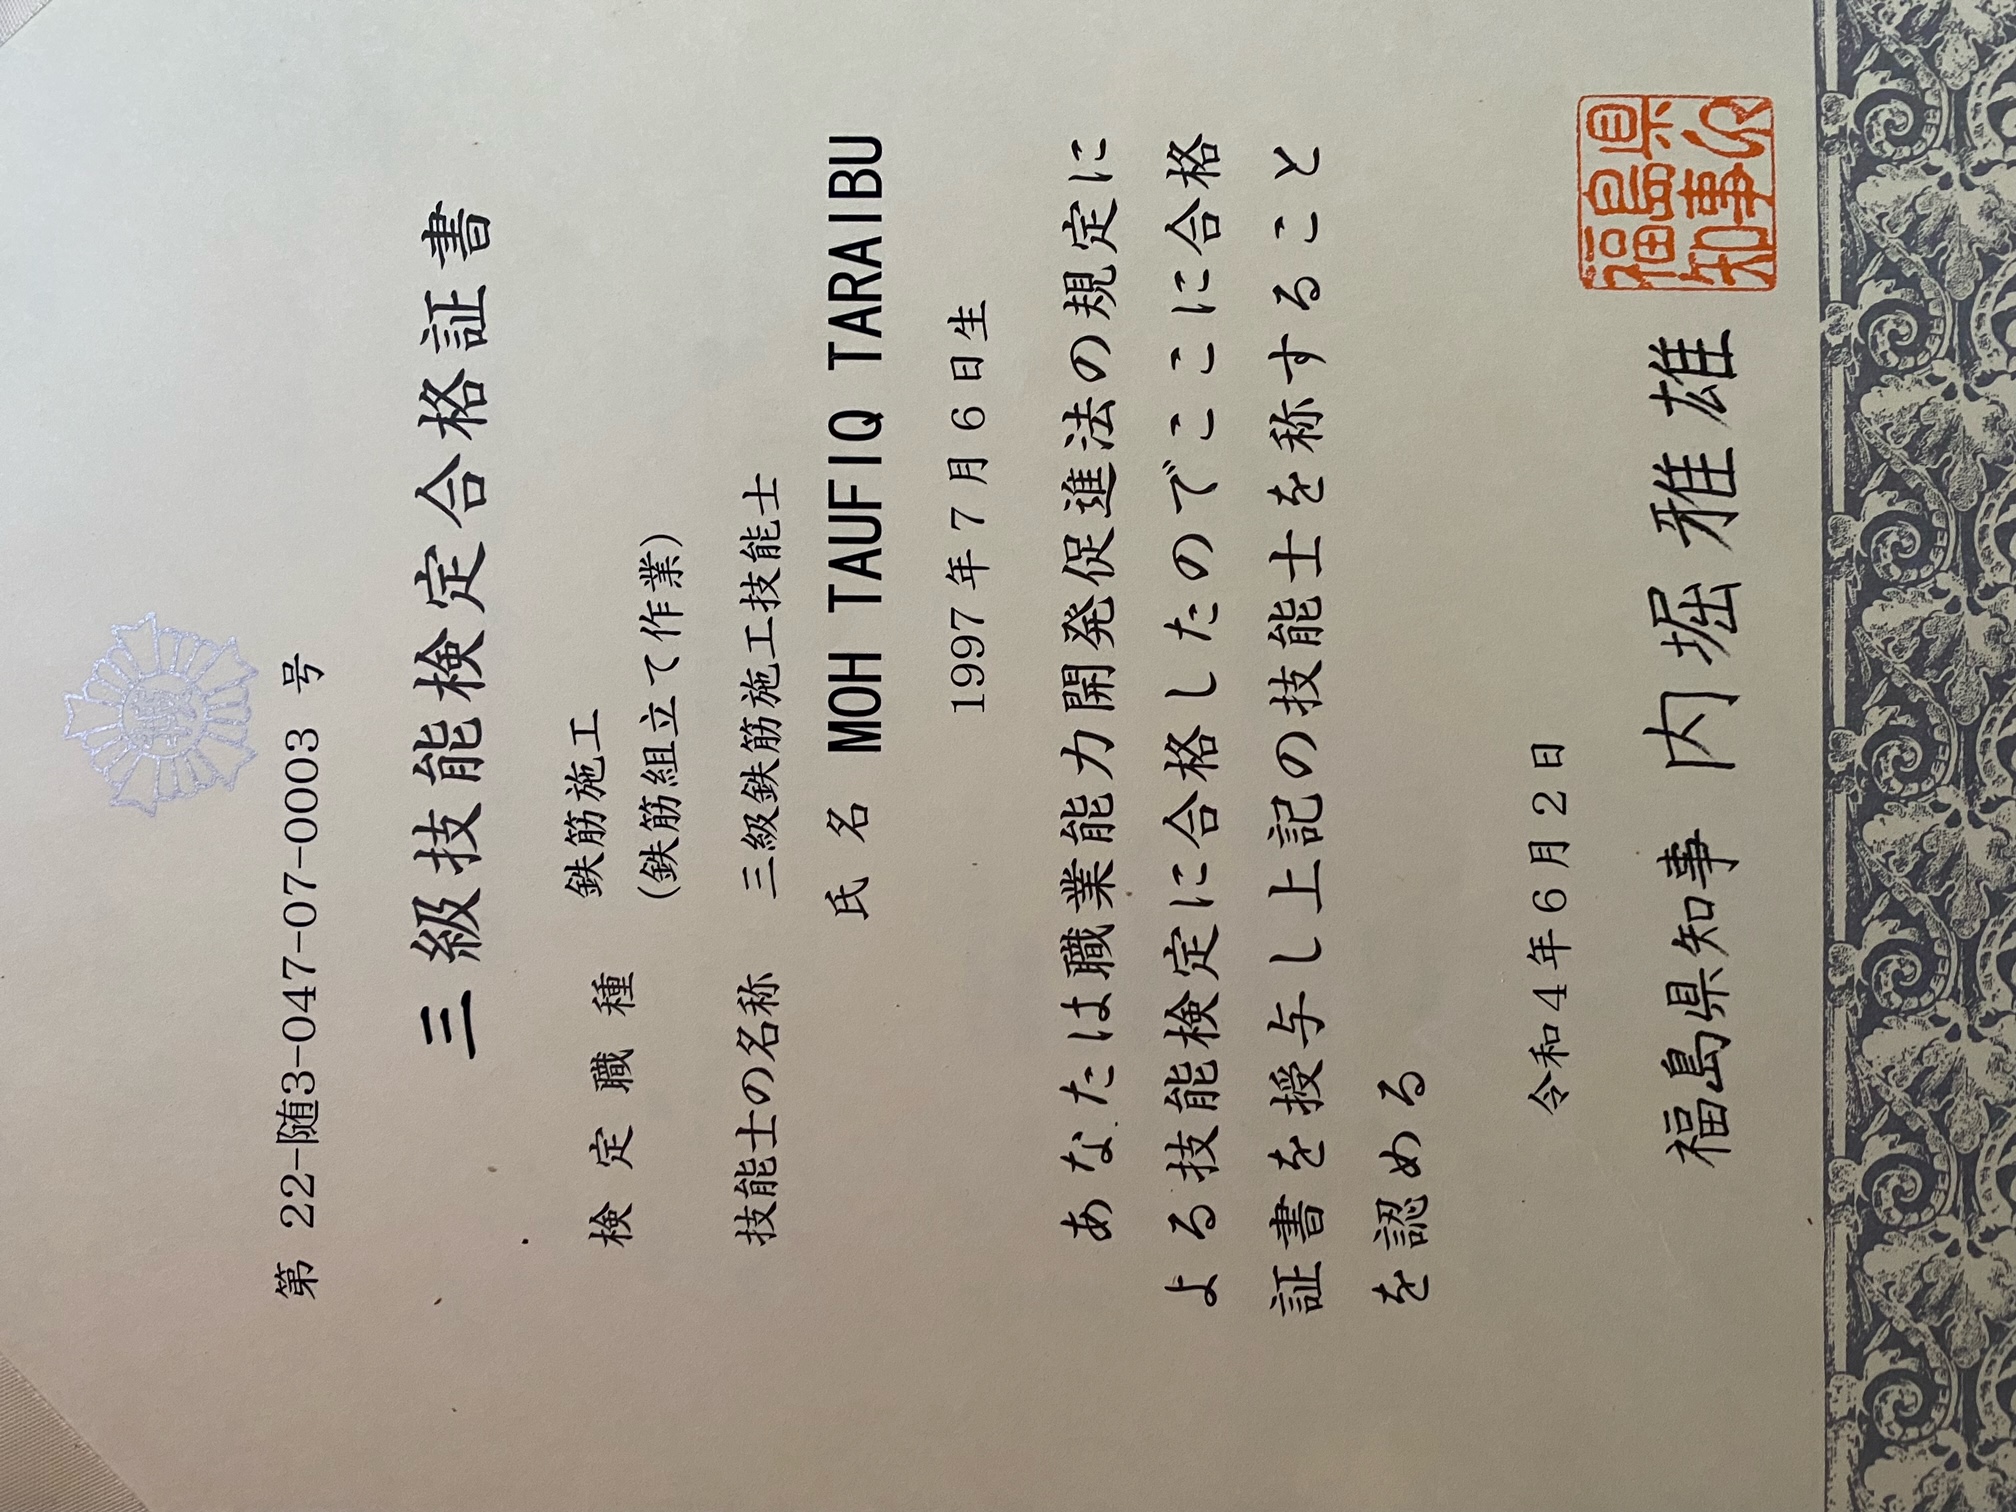 技
第 22-随3-047-07-0003 号
三級技能検定合格証書
検定職種
鉄筋施工
(鉄筋組立て作業)
技能士の名称 三級鉄筋施工技能士
氏名 MOH TAUFIQ TARAIBU
1997年7月6日生
あなたは職業能力開発促進法の規定に
よる技能検定に合格したのでここに合格
証書を授与し上記の技能士を称すること
を認める
令和4年6月2日
福島県知事 内堀雅雄
福島県
知事印